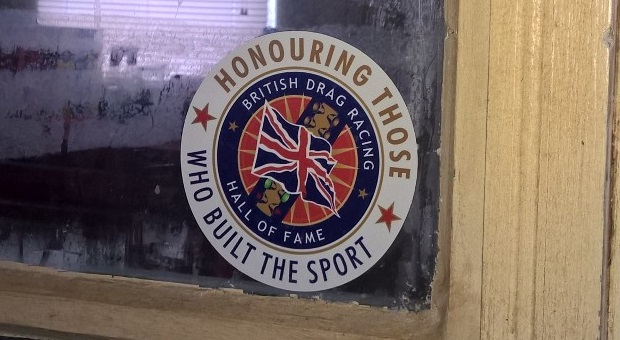 HONOURING THOSE
WHO BUILT THE SPORT
BRITISH DRAG RACING
HALL OF FAME